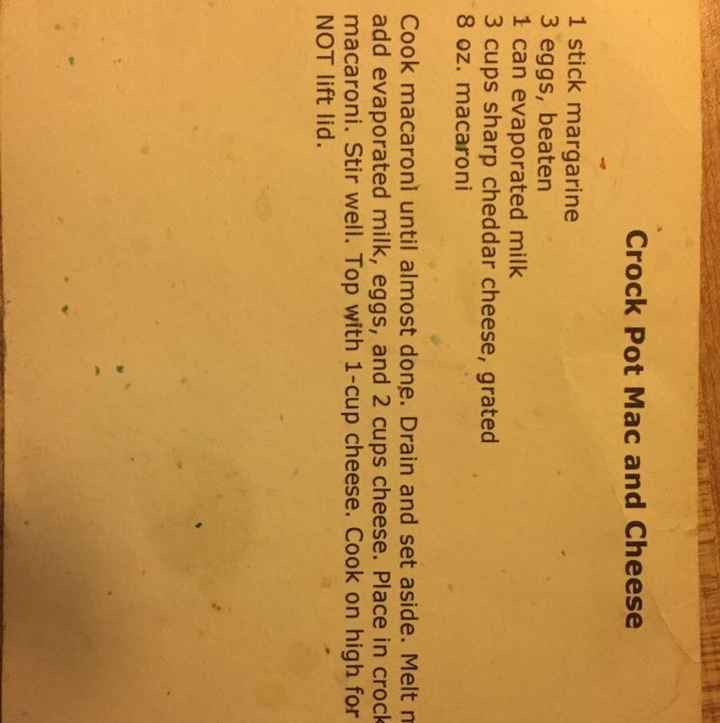 Crock Pot Mac and Cheese
1 stick margarine
3 eggs, beaten
1 can evaporated milk
3 cups sharp cheddar cheese, grated
8 oz. macaroni
Cook macaroni until almost done. Drain and set aside. Melt
add evaporated milk, eggs, and 2 cups cheese. Place in crock
macaroni. Stir well. Top with 1-cup cheese. Cook on high for
NOT lift lid.